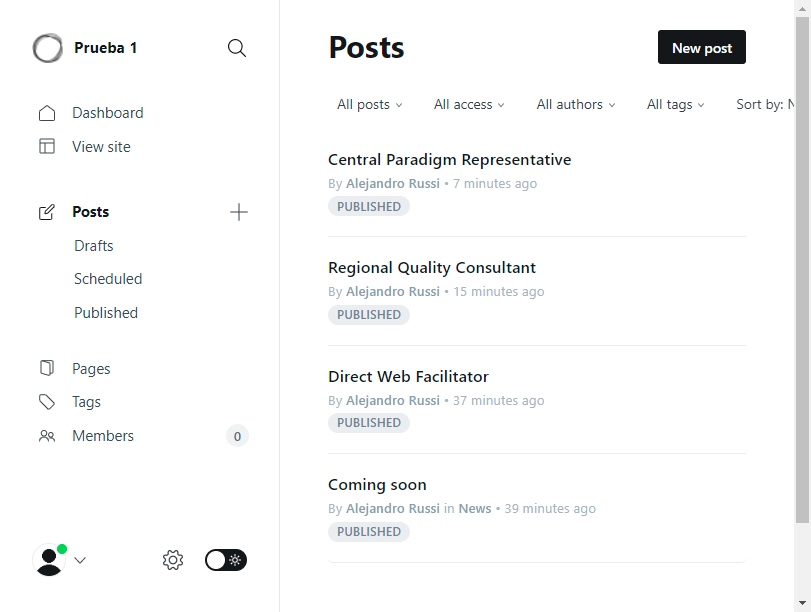 Prueba 1
Dashboard
View site
Posts
Drafts
Scheduled
Published
Pages
Tags
Members
0
Posts
New post
All posts
All access
All authors
All tags
Sort by: N
Central Paradigm Representative
By Alejandro Russi • 7 minutes ago
PUBLISHED
Regional Quality Consultant
By Alejandro Russi • 15 minutes ago
PUBLISHED
Direct Web Facilitator
By Alejandro Russi • 37 minutes ago
PUBLISHED
Coming soon
By Alejandro Russi in News • 39 minutes ago
PUBLISHED